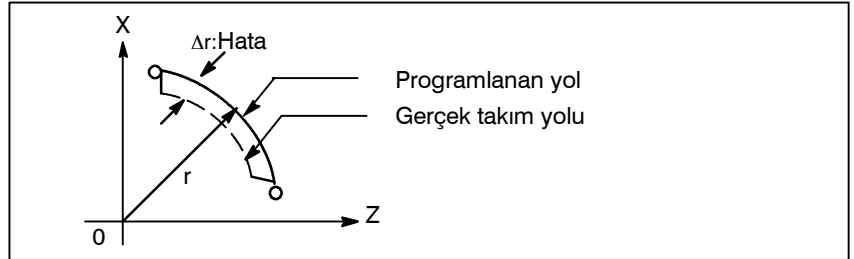 X
Δr:Hata
Programlanan yol
Gerçek takım yolu
r
Z
0